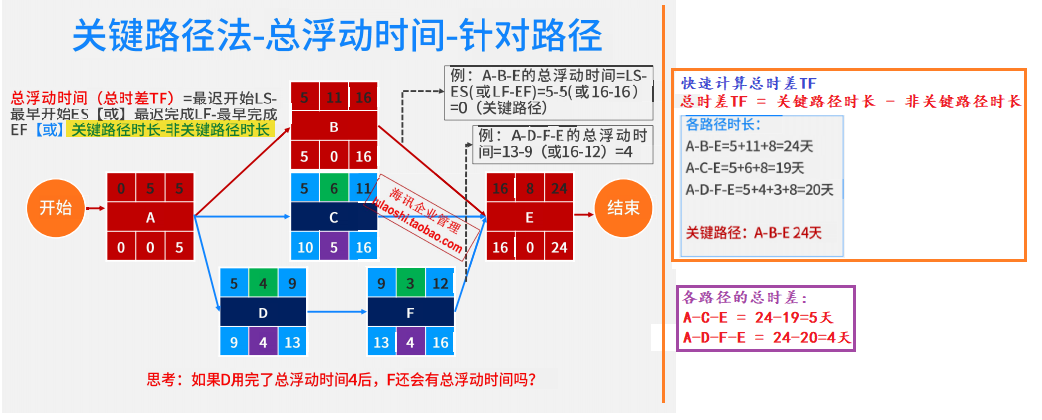 关键路径法-总浮动时间-针对路径
总浮动时间（总时差TF）=最迟开始LS-
最早开始ES【或】最迟完成LF-最早完成
EF【或】关键路径时长-非关键路径时长
例：A-B-E的总浮动时间=LS-
ES(或LF-EF)=5-5(或16-16)
=0（关键路径）
例：A-D-F-E的总浮动时
间=13-9（或16-12）=4
开始
0 5 5
A
0 0 5
5 11 16
B
5 0 16
5 6 11
C
10 5 16
5 4 9
D
9 4 13
9 3 12
F
13 4 16
16 8 24
E
16 0 24
结束
海讯企业管理
ulaoshi.taobao.com
思考：如果D用完了总浮动时间4后，F还会有总浮动时间吗？
快速计算总时差TF
总时差TF = 关键路径时长 - 非关键路径时长
各路径时长：
A-B-E=5+11+8=24天
A-C-E=5+6+8=19天
A-D-F-E=5+4+3+8=20天
关键路径：A-B-E 24天
各路径的总时差：
A-C-E = 24-19=5天
A-D-F-E = 24-20=4天